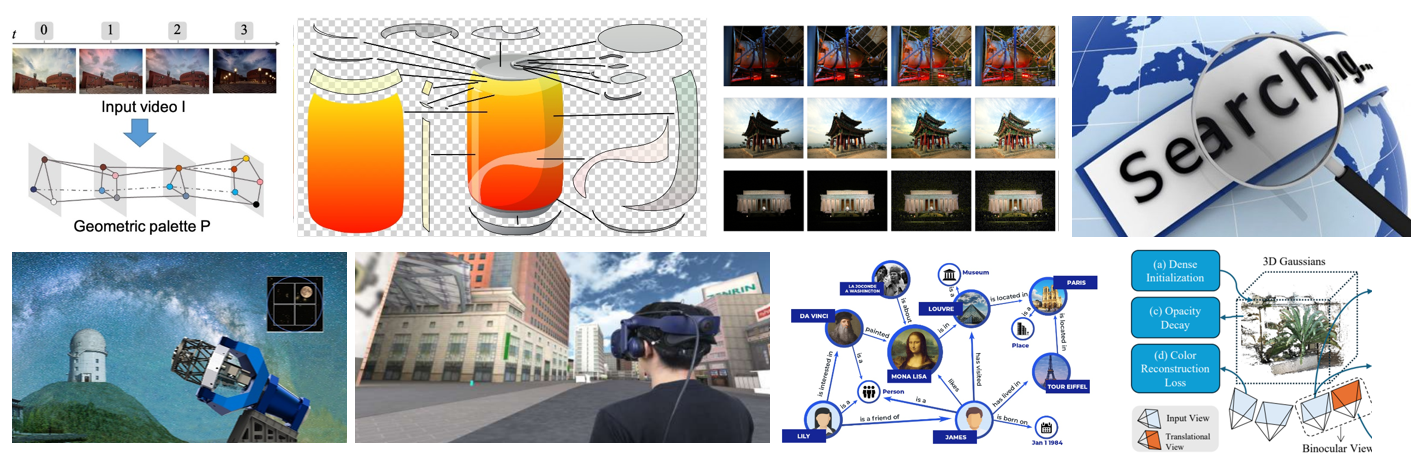 t 0 1 2 3
Input video I
Geometric palette P
Searching...
ZENRIN
LA JOCONDE
A WASHINGTON
Museum
PARIS
is a
is about
LOUVRE
is located in
DA VINCI
painted
is in
is a
Place
is located in
is a
MONA LISA
is interested in
has visited
TOUR EIFFEL
likes
has lived in
Person
is a
is a
is a friend of
is born on
LILY
JAMES
Jan 1 1984
(a) Dense
Initialization
3D Gaussians
(c) Opacity
Decay
(d) Color
Reconstruction
Loss
Input View
Translational
View
Binocular View